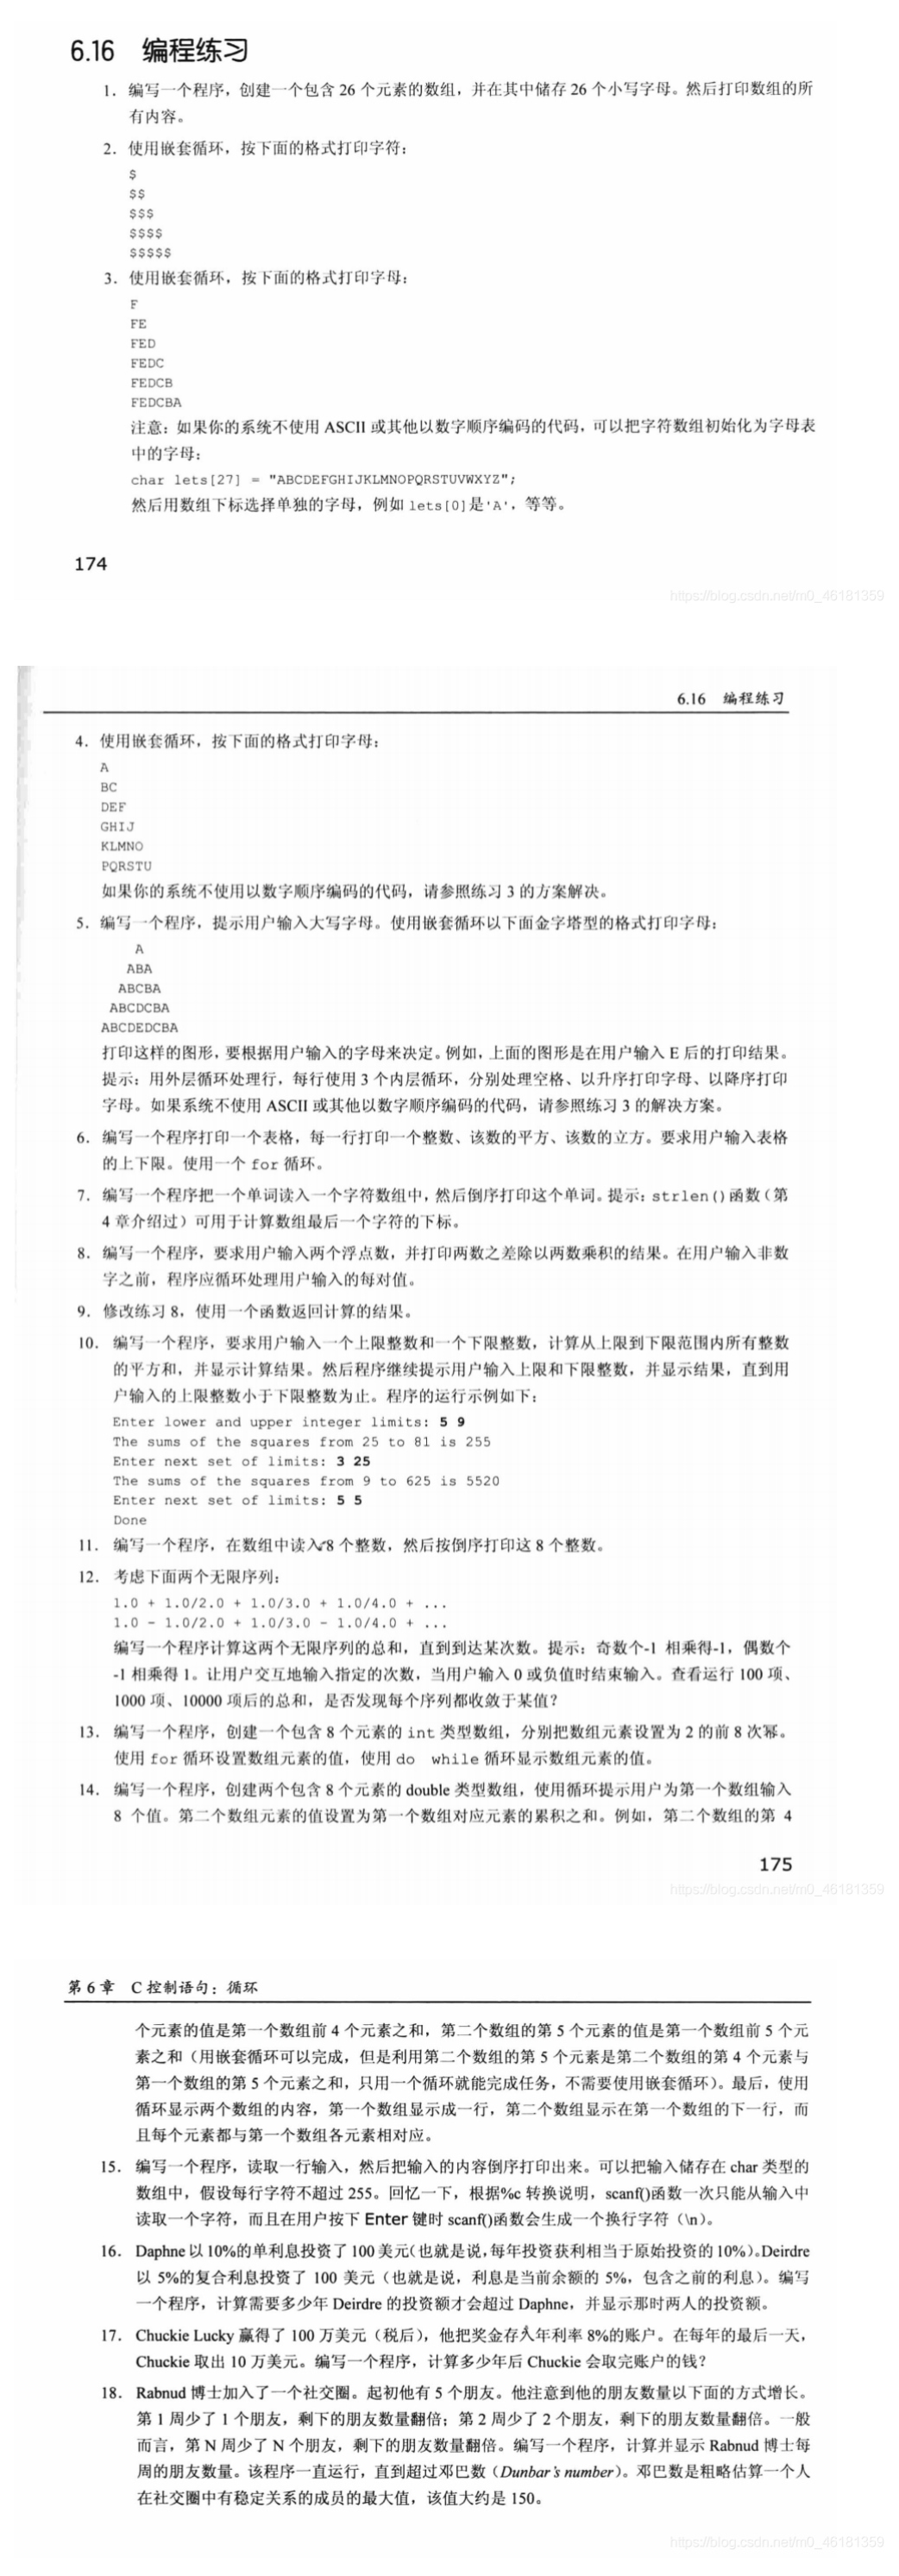 6.16 编程练习
1. 编写一个程序，创建一个包含 26 个元素的数组，并在其中储存 26 个小写字母。然后打印数组的所
有内容。
2. 使用嵌套循环，按下面的格式打印字符：
$
$$
$$$
$$$$
$$$$$
3. 使用嵌套循环，按下面的格式打印字母：
F
FE
FED
FEDC
FEDCB
FEDCBA
注意：如果你的系统不使用 ASCII 或其他以数字顺序编码的代码，可以把字符数组初始化为字母表
中的字母：
char lets[27] = "ABCDEFGHIJKLMNOPQRSTUVWXYZ";
然后用数组下标选择单独的字母，例如 lets[0]是'A'，等等。
174
https://blog.csdn.net/m0_46181359
6.16 编程练习
4. 使用嵌套循环，按下面的格式打印字母：
A
BC
DEF
GHIJ
KLMNO
PQRSTU
如果你的系统不使用以数字顺序编码的代码，请参照练习 3 的方案解决。
5. 编写一个程序，提示用户输入大写字母。使用嵌套循环以下面金字塔型的格式打印字母：
A
ABA
ABCBA
ABCDCBA
ABCDEDCBA
打印这样的图形，要根据用户输入的字母来决定。例如，上面的图形是在用户输入 E 后的打印结果。
提示：用外层循环处理行，每行使用 3 个内层循环，分别处理空格、以升序打印字母、以降序打印
字母。如果系统不使用 ASCII 或其他以数字顺序编码的代码，请参照练习 3 的解决方案。
6. 编写一个程序打印一个表格，每一行打印一个整数、该数的平方、该数的立方。要求用户输入表格
的上下限。使用一个 for 循环。
7. 编写一个程序把一个单词读入一个字符数组中，然后倒序打印这个单词。提示：strlen()函数（第
4 章介绍过）可用于计算数组最后一个字符的下标。
8. 编写一个程序，要求用户输入两个浮点数，并打印两数之差除以两数乘积的结果。在用户输入非数
字之前，程序应循环处理用户输入的每对值。
9. 修改练习 8，使用一个函数返回计算的结果。
10. 编写一个程序，要求用户输入一个上限整数和一个下限整数，计算从上限到下限范围内所有整数
的平方和，并显示计算结果。然后程序继续提示用户输入上限和下限整数，并显示结果，直到用
户输入的上限整数小于下限整数为止。程序的运行示例如下：
Enter lower and upper integer limits: 5 9
The sums of the squares from 25 to 81 is 255
Enter next set of limits: 3 25
The sums of the squares from 9 to 625 is 5520
Enter next set of limits: 5 5
Done
11. 编写一个程序，在数组中读入 8 个整数，然后按倒序打印这 8 个整数。
12. 考虑下面两个无限序列：
1.0 + 1.0/2.0 + 1.0/3.0 + 1.0/4.0 + ...
1.0 - 1.0/2.0 + 1.0/3.0 - 1.0/4.0 + ...
编写一个程序计算这两个无限序列的总和，直到到达某次数。提示：奇数个-1 相乘得-1，偶数个
-1 相乘得 1。让用户交互地输入指定的次数，当用户输入 0 或负值时结束输入。查看运行 100 项、
1000 项、10000 项后的总和，是否发现每个序列都收敛于某值？
13. 编写一个程序，创建一个包含 8 个元素的 int 类型数组，分别把数组元素设置为 2 的前 8 次幂。
使用 for 循环设置数组元素的值，使用 do while 循环显示数组元素的值。
14. 编写一个程序，创建两个包含 8 个元素的 double 类型数组，使用循环提示用户为第一个数组输入
8 个值。第二个数组元素的值设置为第一个数组对应元素的累积之和。例如，第二个数组的第 4
175
https://blog.csdn.net/m0_46181359
第 6 章 C 控制语句：循环
个元素的值是第一个数组前 4 个元素之和，第二个数组的第 5 个元素的值是第一个数组前 5 个元
素之和（用嵌套循环可以完成，但是利用第二个数组的第 5 个元素是第二个数组的第 4 个元素与
第一个数组的第 5 个元素之和，只用一个循环就能完成任务，不需要使用嵌套循环）。最后，使用
循环显示两个数组的内容，第一个数组显示成一行，第二个数组显示在第一个数组的下一行，而
且每个元素都与第一个数组各元素相对应。
15. 编写一个程序，读取一行输入，然后把输入的内容倒序打印出来。可以把输入储存在 char 类型的
数组中，假设每行字符不超过 255。回忆一下，根据%c 转换说明，scanf()函数一次只能从输入中
读取一个字符，而且在用户按下 Enter 键时 scanf()函数会生成一个换行字符（\n）。
16. Daphne 以 10%的单利息投资了 100 美元（也就是说，每年投资获利相当于原始投资的 10%）。Deirdre
以 5%的复合利息投资了 100 美元（也就是说，利息是当前余额的 5%，包含之前的利息）。编写
一个程序，计算需要多少年 Deirdre 的投资额才会超过 Daphne，并显示那时两人的投资额。
17. Chuckie Lucky 赢得了 100 万美元（税后），他把奖金存入年利率 8%的账户。在每年的最后一天，
Chuckie 取出 10 万美元。编写一个程序，计算多少年后 Chuckie 会取完账户的钱？
18. Rabnud 博士加入了一个社交圈。起初他有 5 个朋友。他注意到他的朋友数量以下面的方式增长。
第 1 周少了 1 个朋友，剩下的朋友数量翻倍；第 2 周少了 2 个朋友，剩下的朋友数量翻倍。一般
而言，第 N 周少了 N 个朋友，剩下的朋友数量翻倍。编写一个程序，计算并显示 Rabnud 博士每
周的朋友数量。该程序一直运行，直到超过邓巴数（Dunbar's number）。邓巴数是粗略估算一个人
在社交圈中有稳定关系的成员的最大值，该值大约是 150。
https://blog.csdn.net/m0_46181359